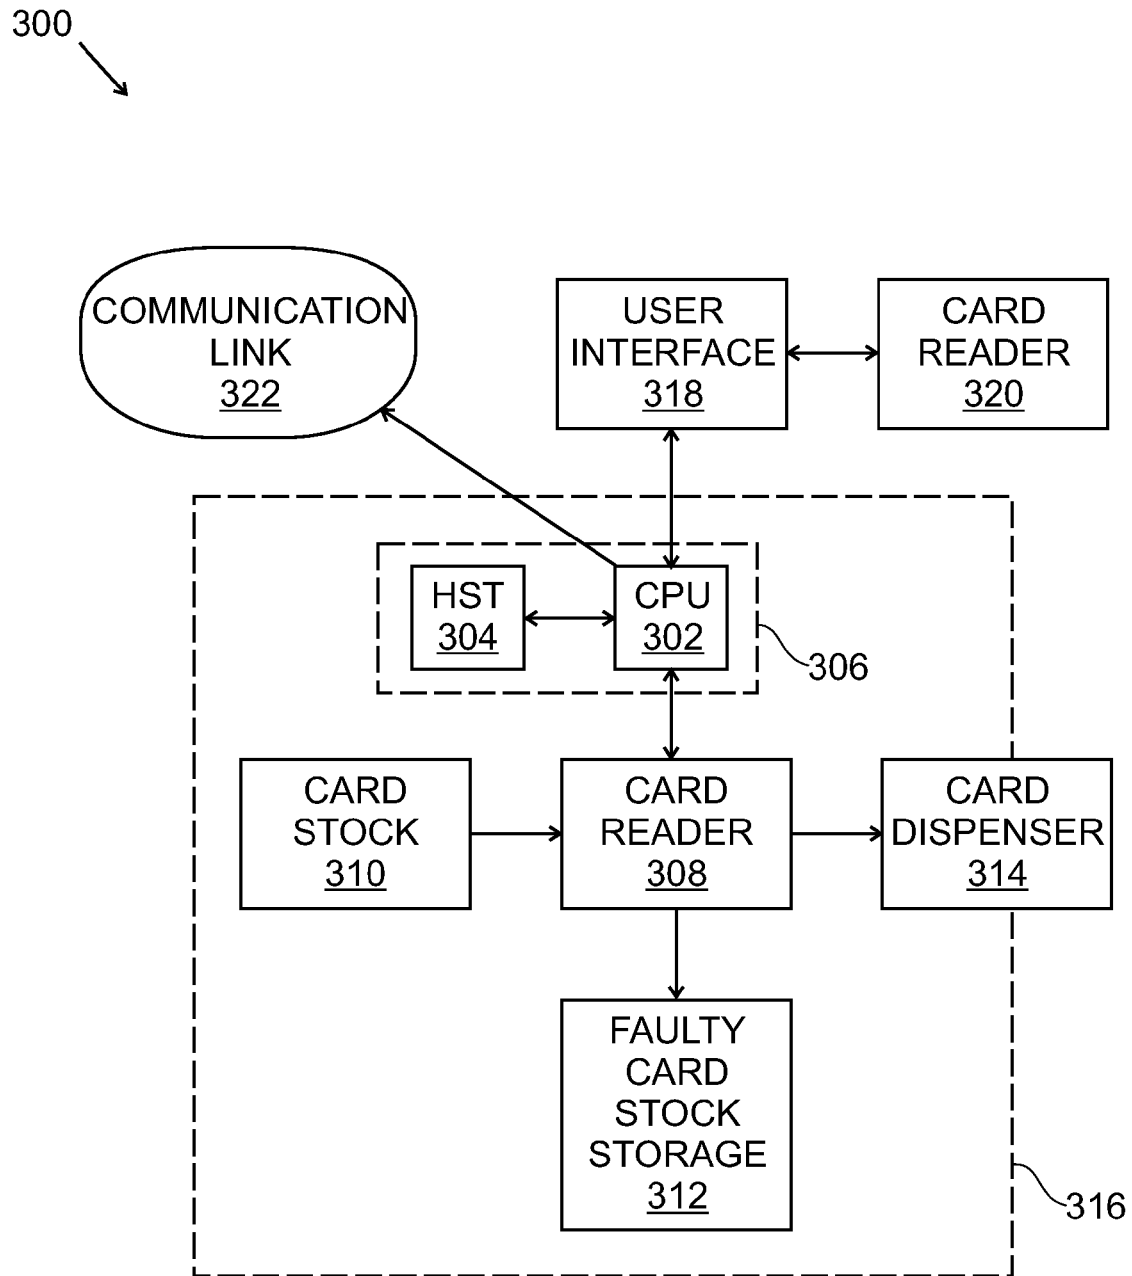 300
COMMUNICATION
LINK
322
USER
INTERFACE
318
CARD
READER
320
HST
304
CPU
302
306
CARD
STOCK
310
CARD
READER
308
CARD
DISPENSER
314
FAULTY
CARD
STOCK
STORAGE
312
316